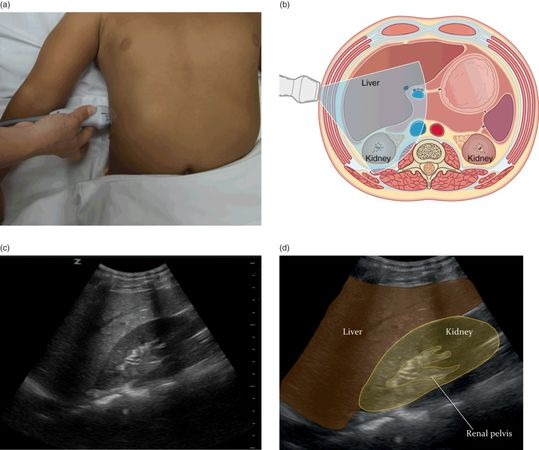 (a)
(b)
Liver
Kidney
Kidney
(c)
(d)
Z
Liver
Kidney
Renal pelvis